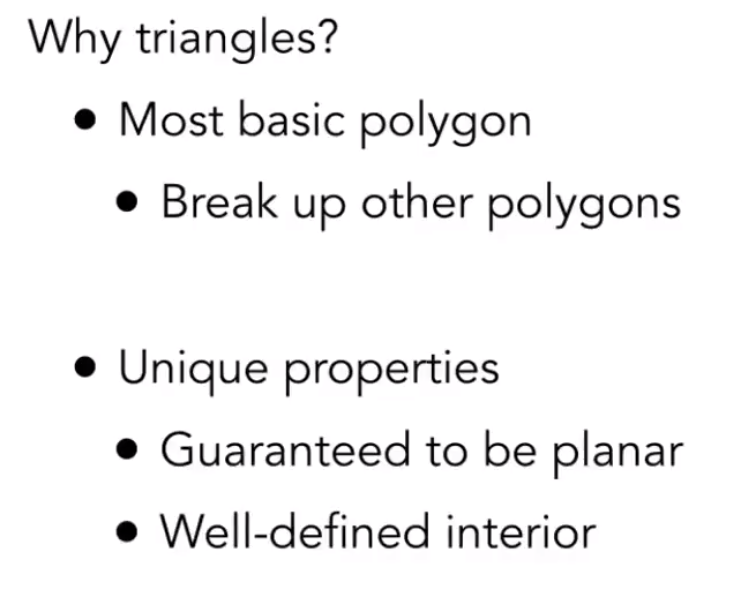 Why triangles?
• Most basic polygon
• Break up other polygons
• Unique properties
• Guaranteed to be planar
• Well-defined interior